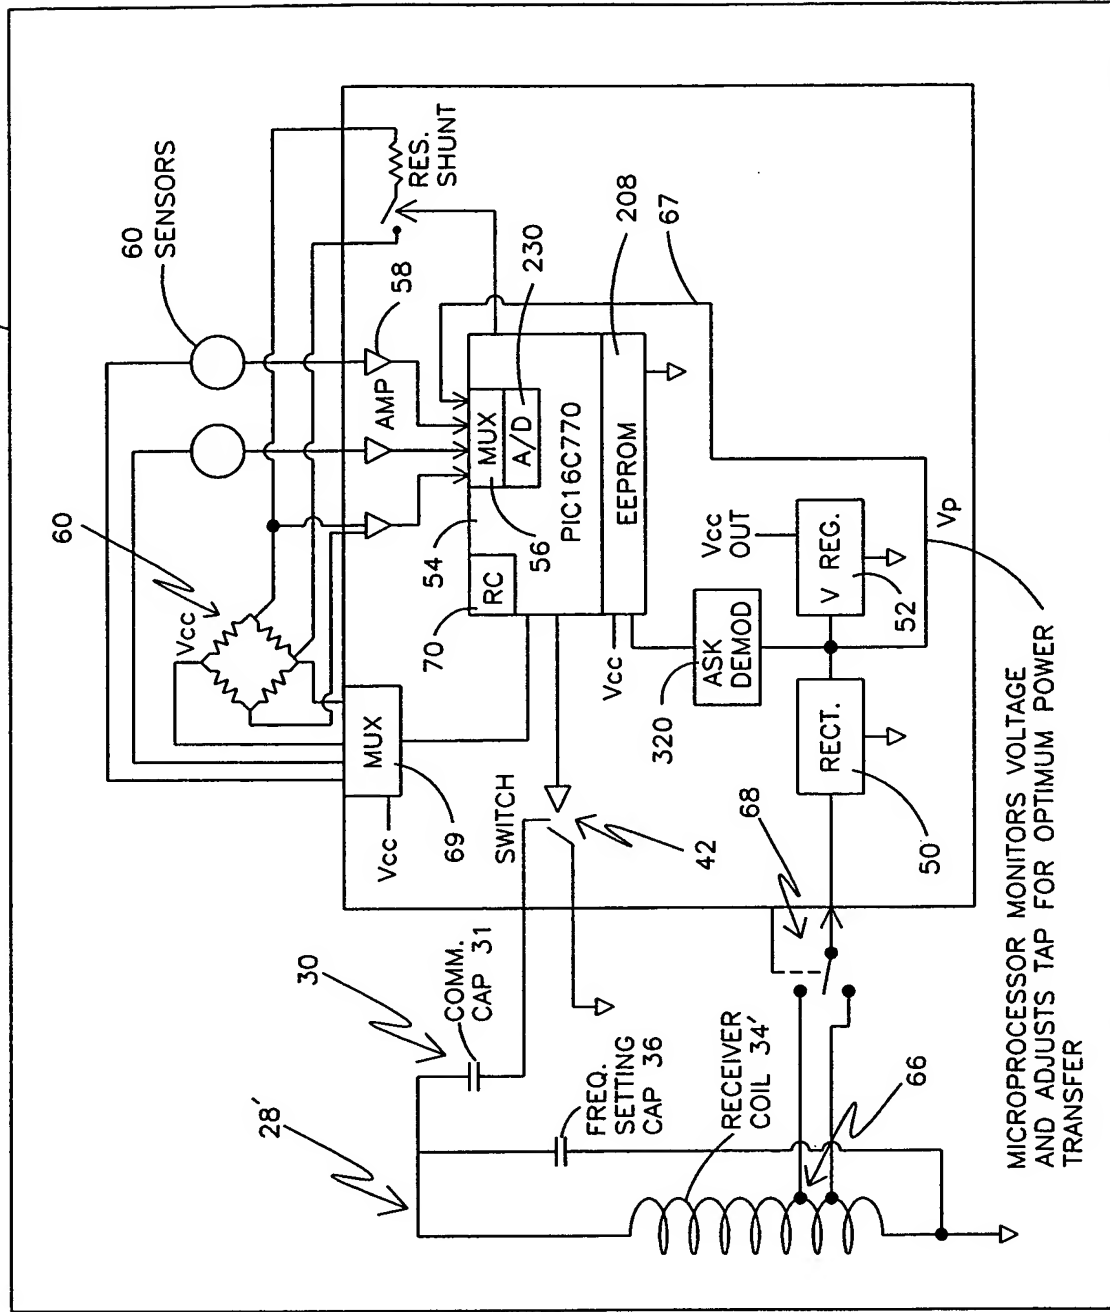 28'
30
COMM.
CAP 31
FREQ.
SETTING
CAP 36
RECEIVER
COIL 34'
66
68
SWITCH
42
Vcc
MUX
69
Vcc
60
60
SENSORS
RES.
SHUNT
AMP
58
54
70
RC
MUX
A/D
56
230
PIC16C770
EEPROM
208
67
Vcc
320
ASK
DEMOD
Vcc
OUT
V REG.
52
RECT.
50
Vp
MICROPROCESSOR MONITORS VOLTAGE
AND ADJUSTS TAP FOR OPTIMUM POWER
TRANSFER